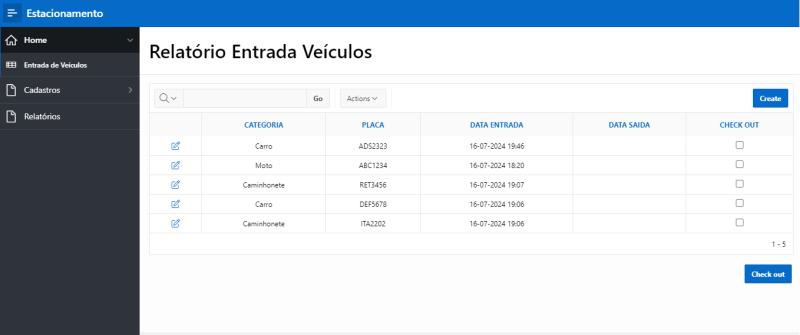 Estacionamento
Home
Entrada de Veículos
Cadastros
Relatórios
Relatório Entrada Veículos
Go Actions Create
CATEGORIA PLACA DATA ENTRADA DATA SAIDA CHECK OUT
Carro ADS2323 16-07-2024 19:46
Moto ABC1234 16-07-2024 18:20
Caminhonete RET3456 16-07-2024 19:07
Carro DEF5678 16-07-2024 19:06
Caminhonete ITA2202 16-07-2024 19:06
1 - 5
Check out